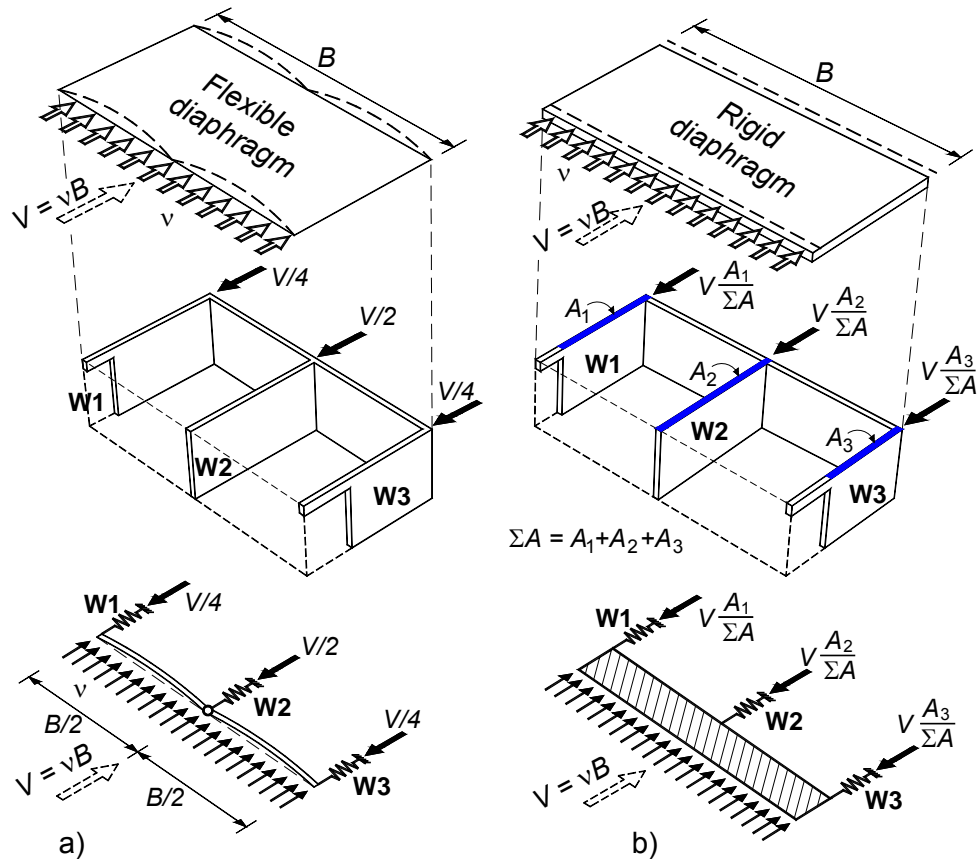 B
Flexible
diaphragm
V = νB
ν
V/4
V/2
V/4
W1
W2
W3
W1
V/4
V/2
W2
V/4
W3
ν
B/2
V = νB
B/2
a)
B
Rigid
diaphragm
ν
V = νB
V A1/ΣA
V A2/ΣA
V A3/ΣA
A1
W1
A2
W2
A3
W3
ΣA = A1+A2+A3
W1
V A1/ΣA
V A2/ΣA
W2
V A3/ΣA
W3
V = νB
b)